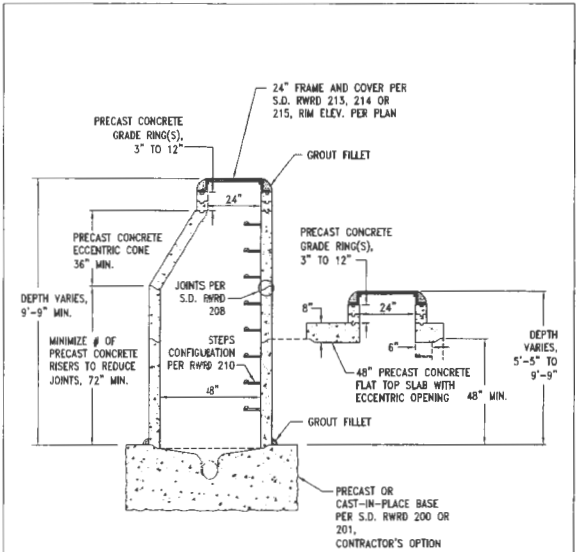 24" FRAME AND COVER PER
S.D. RWRD 213, 214 OR
215, RIM ELEV. PER PLAN
PRECAST CONCRETE
GRADE RING(S),
3" TO 12"
GROUT FILLET
24"
PRECAST CONCRETE
ECCENTRIC CONE
36" MIN.
PRECAST CONCRETE
GRADE RING(S),
3" TO 12"
JOINTS PER
S.D. RWRD
208
DEPTH VARIES,
9'-9" MIN.
8"
24"
MINIMIZE # OF
PRECAST CONCRETE
RISERS TO REDUCE
JOINTS, 72" MIN.
STEPS
CONFIGURATION
PER RWRD 210
6"
DEPTH
VARIES,
5'-5" TO
9'-9"
48" PRECAST CONCRETE
FLAT TOP SLAB WITH
ECCENTRIC OPENING
48" MIN.
48"
GROUT FILLET
PRECAST OR
CAST-IN-PLACE BASE
PER S.D. RWRD 200 OR
201,
CONTRACTOR'S OPTION